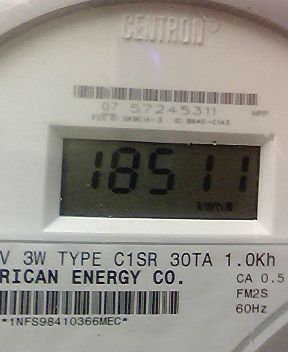 CENTRON®
07 57245311
18511
kWh
V 3W TYPE C1SR 30TA 1.0Kh
RICAN ENERGY CO.
CA 0.5
FM2S
60Hz
*1NFS98410366MEC*